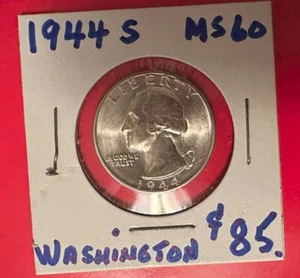 1944 S MS60
LIBERTY
IN GOD WE
TRUST
1944
WASHINGTON $85.